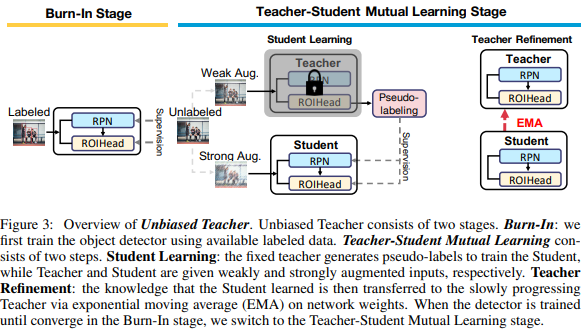 Burn-In Stage
Teacher-Student Mutual Learning Stage
Student Learning
Teacher Refinement
Labeled
RPN
ROIHead
Supervision
Unlabeled
Weak Aug.
Teacher
RPN
ROIHead
Pseudo-
labeling
Strong Aug.
Student
RPN
ROIHead
Supervision
Teacher
RPN
ROIHead
EMA
Student
RPN
ROIHead
Figure 3: Overview of Unbiased Teacher. Unbiased Teacher consists of two stages. Burn-In: we
first train the object detector using available labeled data. Teacher-Student Mutual Learning con-
sists of two steps. Student Learning: the fixed teacher generates pseudo-labels to train the Student,
while Teacher and Student are given weakly and strongly augmented inputs, respectively. Teacher
Refinement: the knowledge that the Student learned is then transferred to the slowly progressing
Teacher via exponential moving average (EMA) on network weights. When the detector is trained
until converge in the Burn-In stage, we switch to the Teacher-Student Mutual Learning stage.